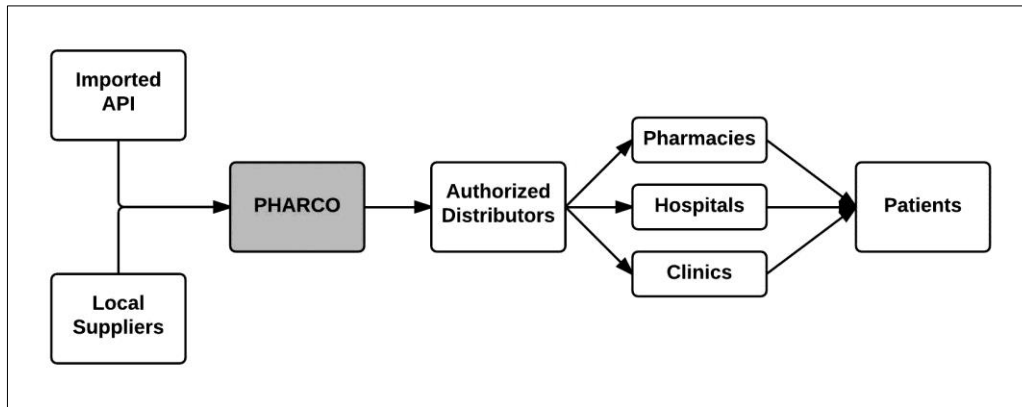 Imported
API
Local
Suppliers
PHARCO
Authorized
Distributors
Pharmacies
Hospitals
Clinics
Patients